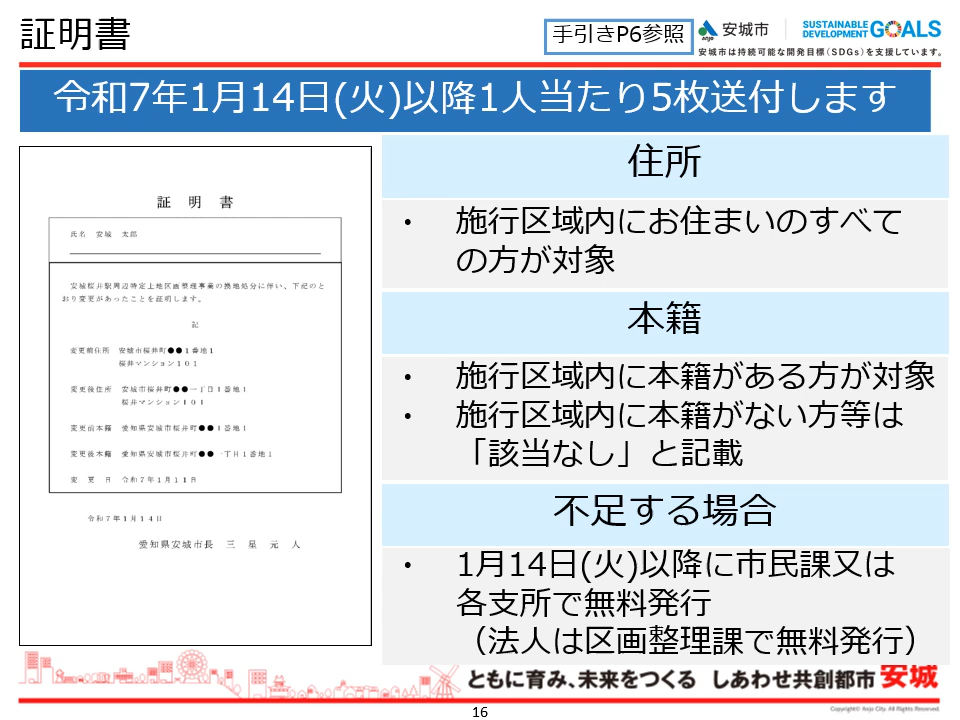 証明書
手引きP6参照
anjo
安城市
SUSTAINABLE
DEVELOPMENT
GOALS
安城市は持続可能な開発目標(SDGs)を支援しています。
令和7年1月14日(火)以降1人当たり5枚送付します
証 明 書
氏名 安城 太郎
安城桜井駅周辺特定土地区画整理事業の換地処分に伴い、下記のと
おり変更があったことを証明します。
記
変更前住所 安城市桜井町●●1番地1
桜井マンション101
変更後住所 安城市桜井町●●一丁目1番地1
桜井マンション101
変更前本籍 愛知県安城市桜井町●●1番地1
変更後本籍 愛知県安城市桜井町●●一丁目1番地1
変 更 日 令和7年1月11日
令和7年1月14日
愛知県安城市長 三 星 元 人
住所
・ 施行区域内にお住まいのすべて
の方が対象
本籍
・ 施行区域内に本籍がある方が対象
・ 施行区域内に本籍がない方等は
「該当なし」と記載
不足する場合
・ 1月14日(火)以降に市民課又は
各支所で無料発行
（法人は区画整理課で無料発行）
ともに育み、未来をつくる しあわせ共創都市 安城
Copyright© Anjo City. All Rights Reserved.
16